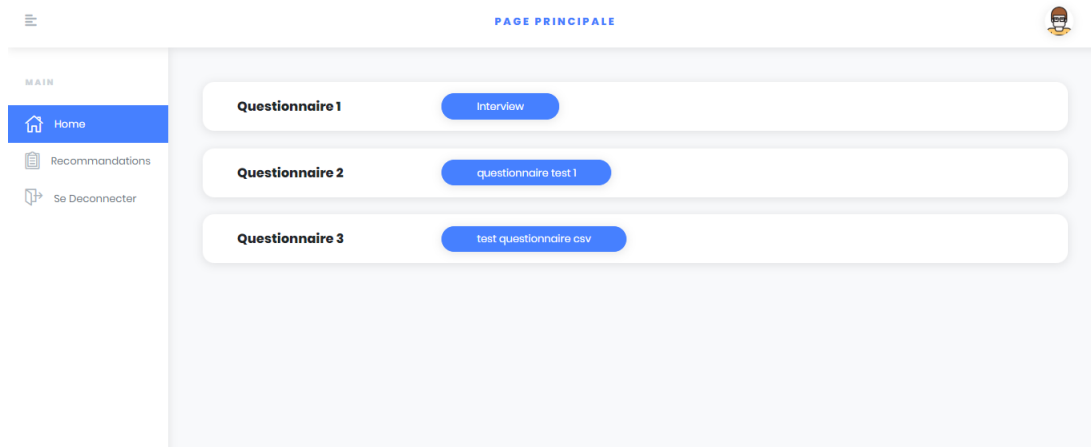 PAGE PRINCIPALE
MAIN
Home
Recommandations
Se Deconnecter
Questionnaire 1
Interview
Questionnaire 2
questionnaire test 1
Questionnaire 3
test questionnaire csv